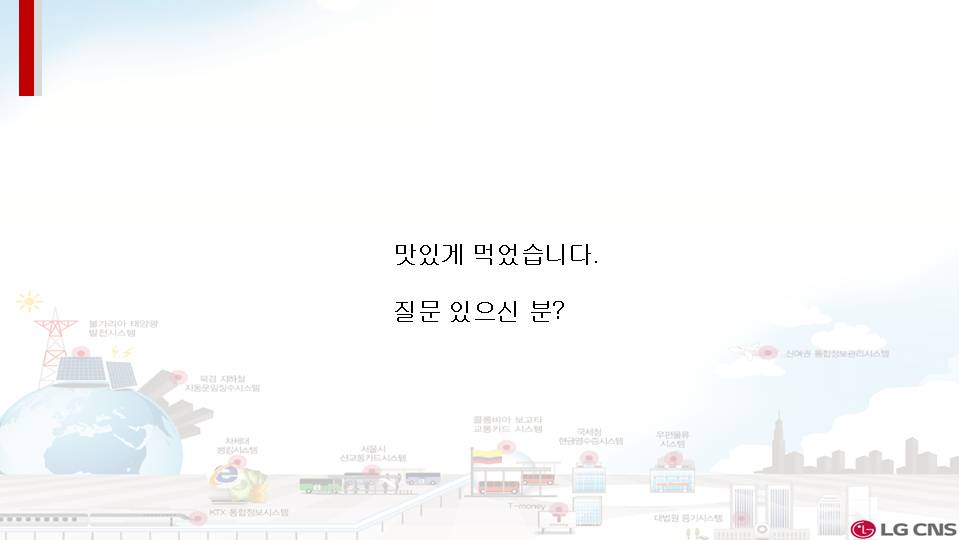 맛있게 먹었습니다.
질문 있으신 분?
불가리아 태양광
발전시스템
북경 지하철
자동운임징수시스템
차세대
뱅킹시스템
서울시
신교통카드시스템
콜롬비아 보고타
교통카드 시스템
국세청
현금영수증시스템
우편물류
시스템
신여권 통합정보관리시스템
KTX 통합정보시스템
T-money
대법원 등기시스템
LG CNS